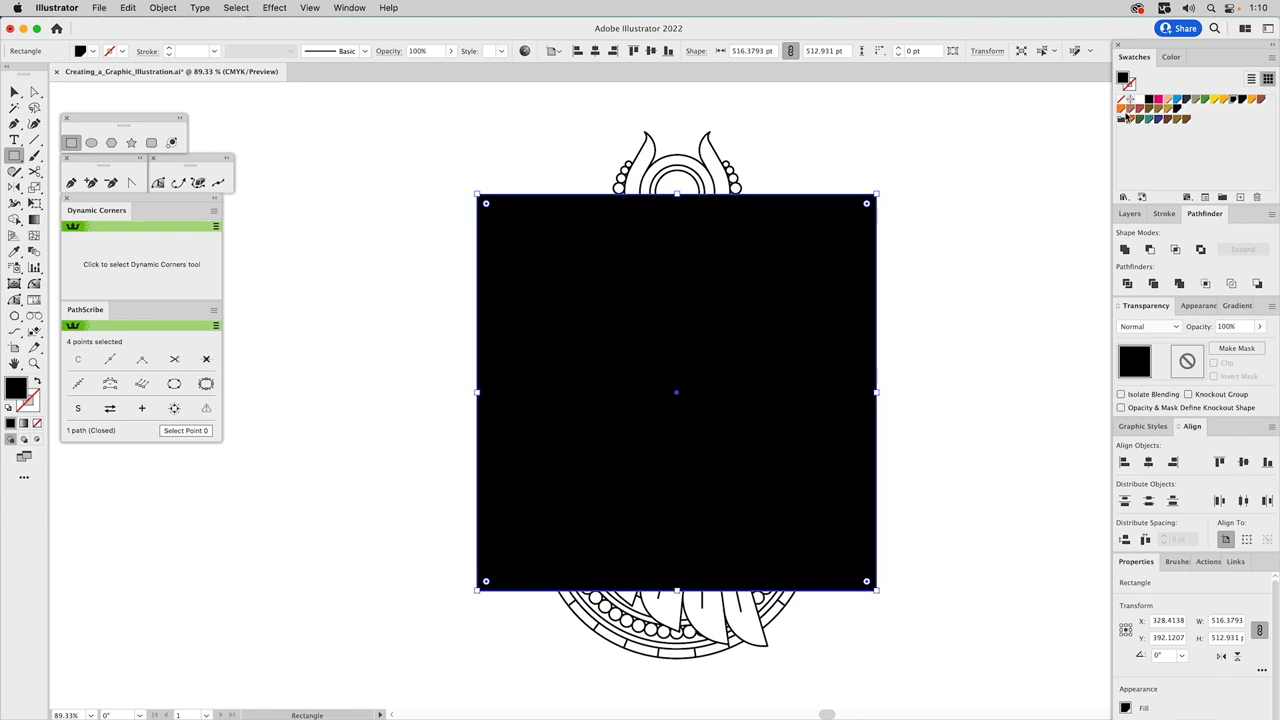 Illustrator File Edit Object Type Select Effect View Window Help 1:10
Adobe Illustrator 2022 Share
Rectangle Stroke: Basic Opacity: 100% Style: Shape: 516.3793 pt 512.931 pt 0 pt Transform
× Creating_a_Graphic_Illustration.ai* @ 89.33 % (CMYK/Preview)
Swatches Color
Dynamic Corners
Click to select Dynamic Corners tool
PathScribe
4 points selected
1 path (Closed) Select Point 0
Layers Stroke Pathfinder
Shape Modes:
Expand
Pathfinders:
Transparency Appearanc Gradient
Normal Opacity: 100%
Make Mask
Clip
Invert Mask
Isolate Blending Knockout Group
Opacity & Mask Define Knockout Shape
Graphic Styles Align
Align Objects:
Distribute Objects:
Distribute Spacing: Align To:
0 pt
Properties Brushe: Actions Links
Rectangle
Transform
X: 328.4138 W: 516.3793
Y: 392.1207 H: 512.931
0°
Appearance
Fill
89.33% 0° 1 Rectangle